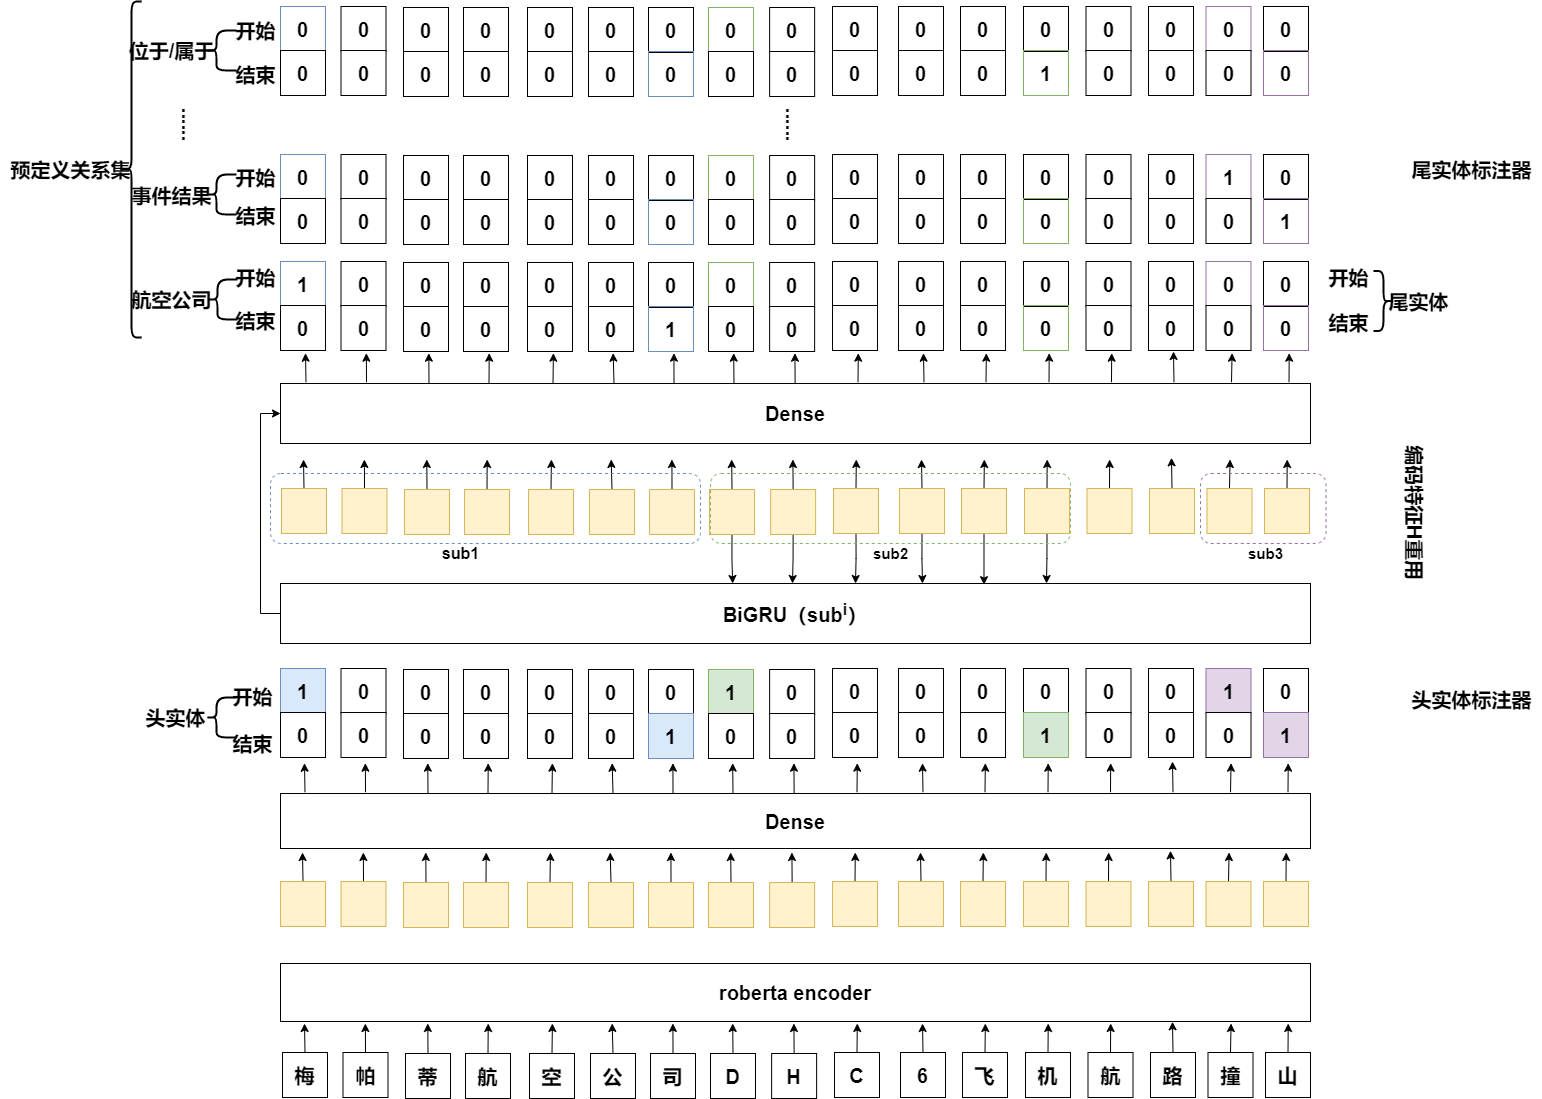 开始 0 0 0 0 0 0 0 0 0 0 0 0 0 0 0 0 0
位于/属于
结束 0 0 0 0 0 0 0 0 0 0 0 0 1 0 0 0 0
预定义关系集
尾实体标注器
开始 0 0 0 0 0 0 0 0 0 0 0 0 0 0 0 1 0
事件结果
结束 0 0 0 0 0 0 0 0 0 0 0 0 0 0 0 0 1
开始 1 0 0 0 0 0 0 0 0 0 0 0 0 0 0 0 0 开始
航空公司
尾实体
结束 0 0 0 0 0 0 1 0 0 0 0 0 0 0 0 0 0 结束
Dense
编码特征H重用
sub1 sub2 sub3
BiGRU（subⁱ）
开始 1 0 0 0 0 0 0 1 0 0 0 0 0 0 0 1 0
头实体标注器
头实体
结束 0 0 0 0 0 0 1 0 0 0 0 0 1 0 0 0 1
Dense
roberta encoder
梅 帕 蒂 航 空 公 司 D H C 6 飞 机 航 路 撞 山